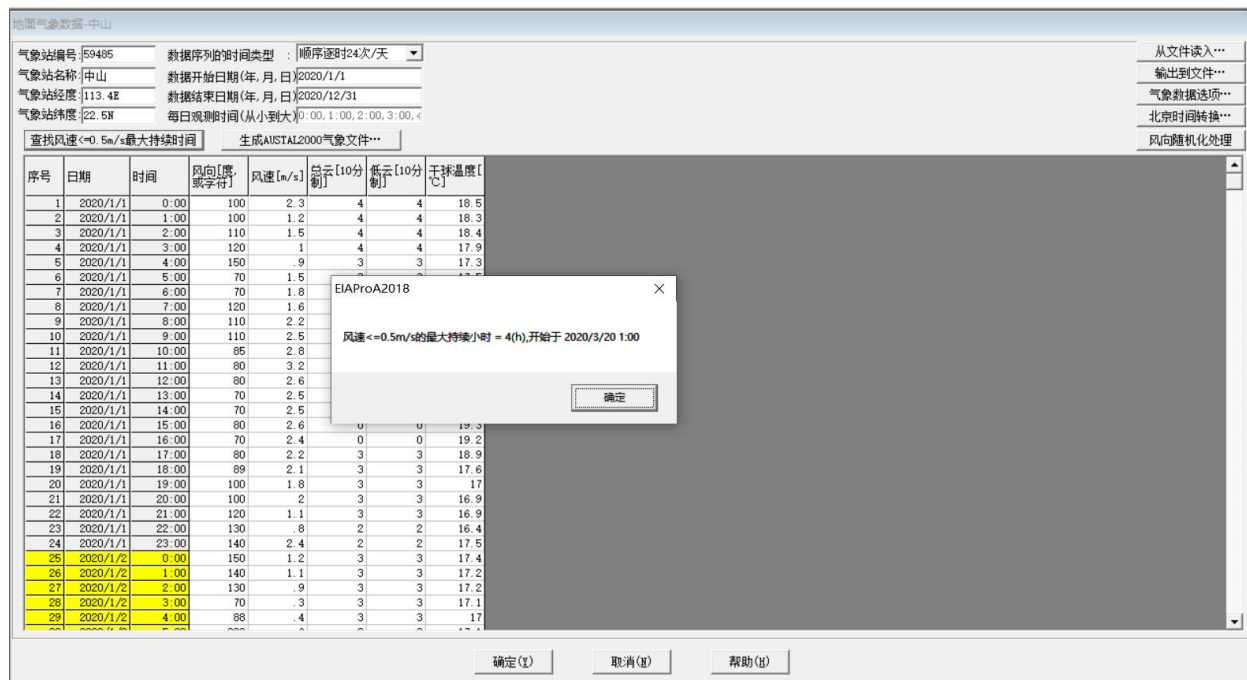 地面气象数据-中山
气象站编号:59485 数据序列的时间类型 : 顺序逐时24次/天 从文件读入…
气象站名称:中山 数据开始日期(年,月,日)2020/1/1 输出到文件…
气象站经度:113.4E 数据结束日期(年,月,日)2020/12/31 气象数据选项…
气象站纬度:22.5N 每日观测时间(从小到大)0:00,1:00,2:00,3:00, 北京时间转换…
查找风速<=0.5m/s最大持续时间 生成AUSTAL2000气象文件… 风向随机化处理
序号 日期 时间 风向[度,或字符] 风速[m/s] 总云[10分制] 低云[10分制] 干球温度[℃]
1 2020/1/1 0:00 100 2.3 4 4 18.5
2 2020/1/1 1:00 100 1.2 4 4 18.3
3 2020/1/1 2:00 110 1.5 4 4 18.4
4 2020/1/1 3:00 120 1 4 4 17.9
5 2020/1/1 4:00 150 .9 3 3 17.3
6 2020/1/1 5:00 70 1.5
7 2020/1/1 6:00 70 1.8
8 2020/1/1 7:00 120 1.6
9 2020/1/1 8:00 110 2.2
10 2020/1/1 9:00 110 2.5
11 2020/1/1 10:00 85 2.8
12 2020/1/1 11:00 80 3.2
13 2020/1/1 12:00 80 2.6
14 2020/1/1 13:00 70 2.5
15 2020/1/1 14:00 70 2.5
16 2020/1/1 15:00 80 2.6 0 0 19.3
17 2020/1/1 16:00 70 2.4 0 0 19.2
18 2020/1/1 17:00 80 2.2 3 3 18.9
19 2020/1/1 18:00 89 2.1 3 3 17.6
20 2020/1/1 19:00 100 1.8 3 3 17
21 2020/1/1 20:00 100 2 3 3 16.9
22 2020/1/1 21:00 120 1.1 3 3 16.9
23 2020/1/1 22:00 130 .8 2 2 16.4
24 2020/1/1 23:00 140 2.4 2 2 17.5
25 2020/1/2 0:00 150 1.2 3 3 17.4
26 2020/1/2 1:00 140 1.1 3 3 17.2
27 2020/1/2 2:00 130 .9 3 3 17.2
28 2020/1/2 3:00 70 .3 3 3 17.1
29 2020/1/2 4:00 88 .4 3 3 17
EIAProA2018
风速<=0.5m/s的最大持续小时 = 4(h),开始于 2020/3/20 1:00
确定
确定(Y) 取消(N) 帮助(H)